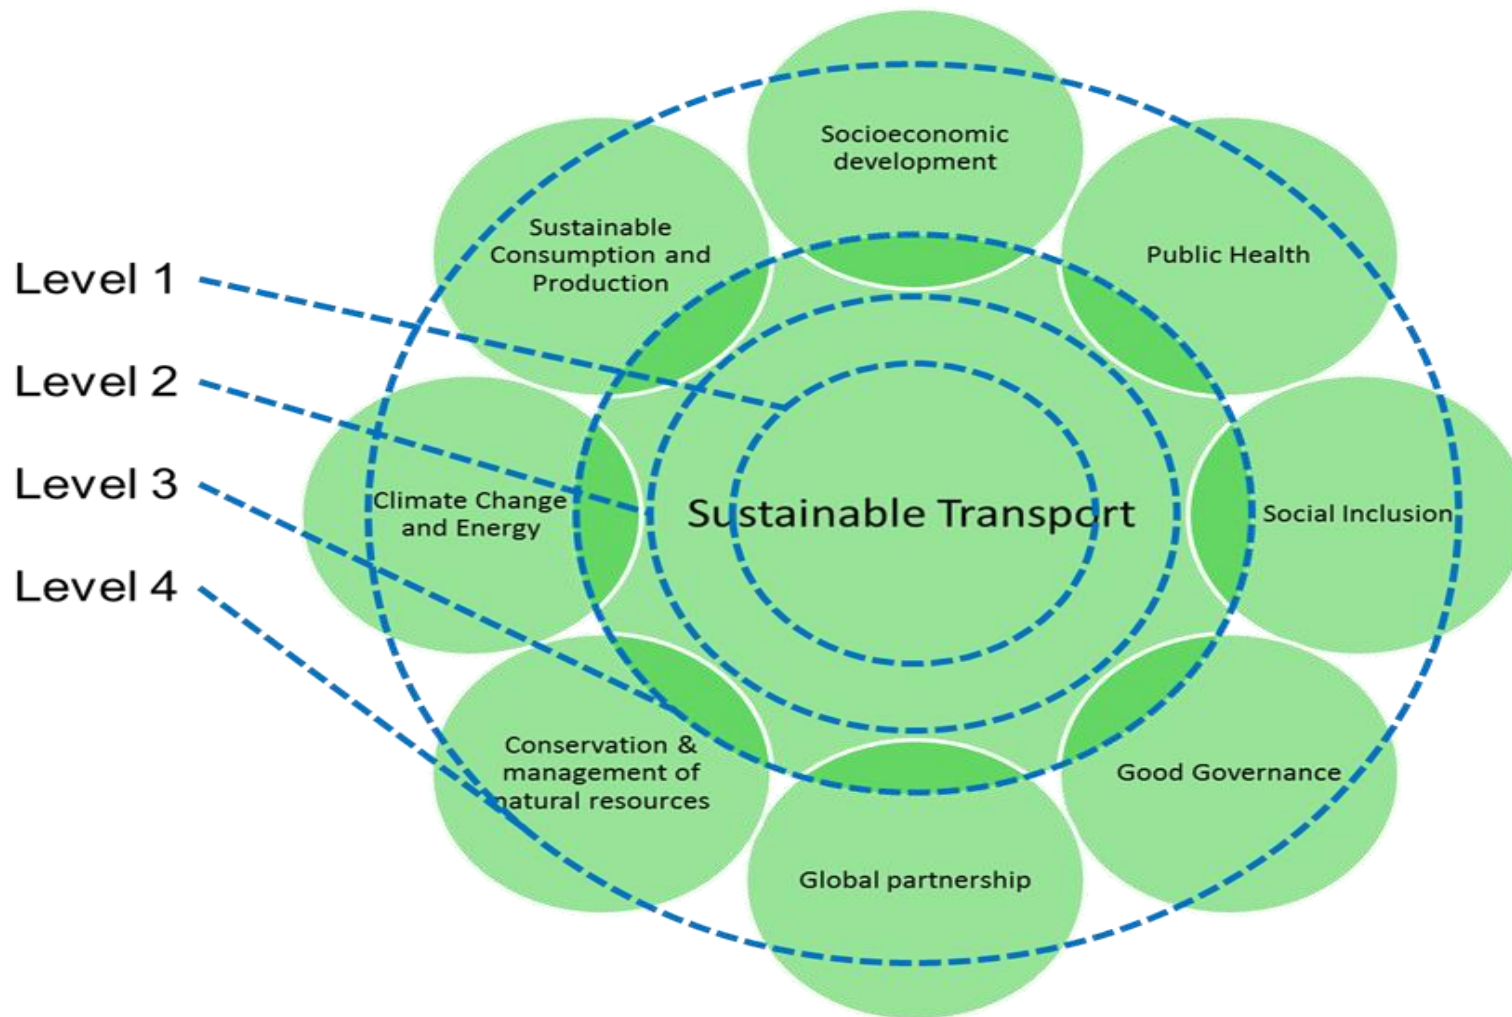 Socioeconomic
development
Sustainable
Consumption and
Production
Public Health
Level 1
Level 2
Level 3
Level 4
Climate Change
and Energy
Sustainable Transport
Social Inclusion
Conservation &
management of
natural resources
Good Governance
Global partnership